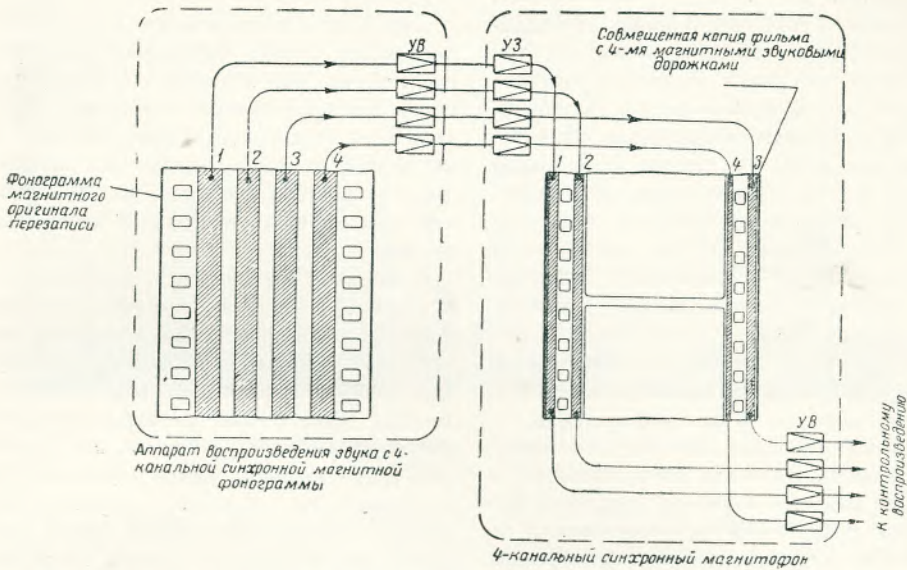 УВ
УЗ
Совмещенная копия фильма
с 4-мя магнитными звуковыми
дорожками
1 2 3 4
1 2 4 3
Фонограмма
магнитного
оригинала
перезаписи
УВ
Аппарат воспроизведения звука с 4-
канальной синхронной магнитной
фонограммы
к контрольному
воспроизведению
4-канальный синхронный магнитофон